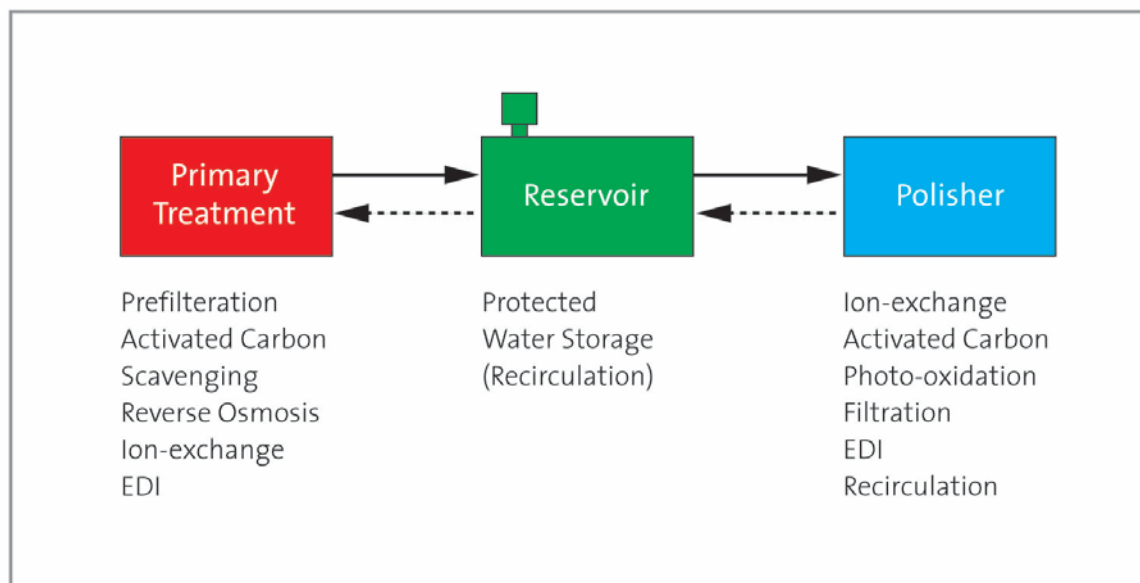 Primary
Treatment
Reservoir
Polisher
Prefilteration
Activated Carbon
Scavenging
Reverse Osmosis
Ion-exchange
EDI
Protected
Water Storage
(Recirculation)
Ion-exchange
Activated Carbon
Photo-oxidation
Filtration
EDI
Recirculation